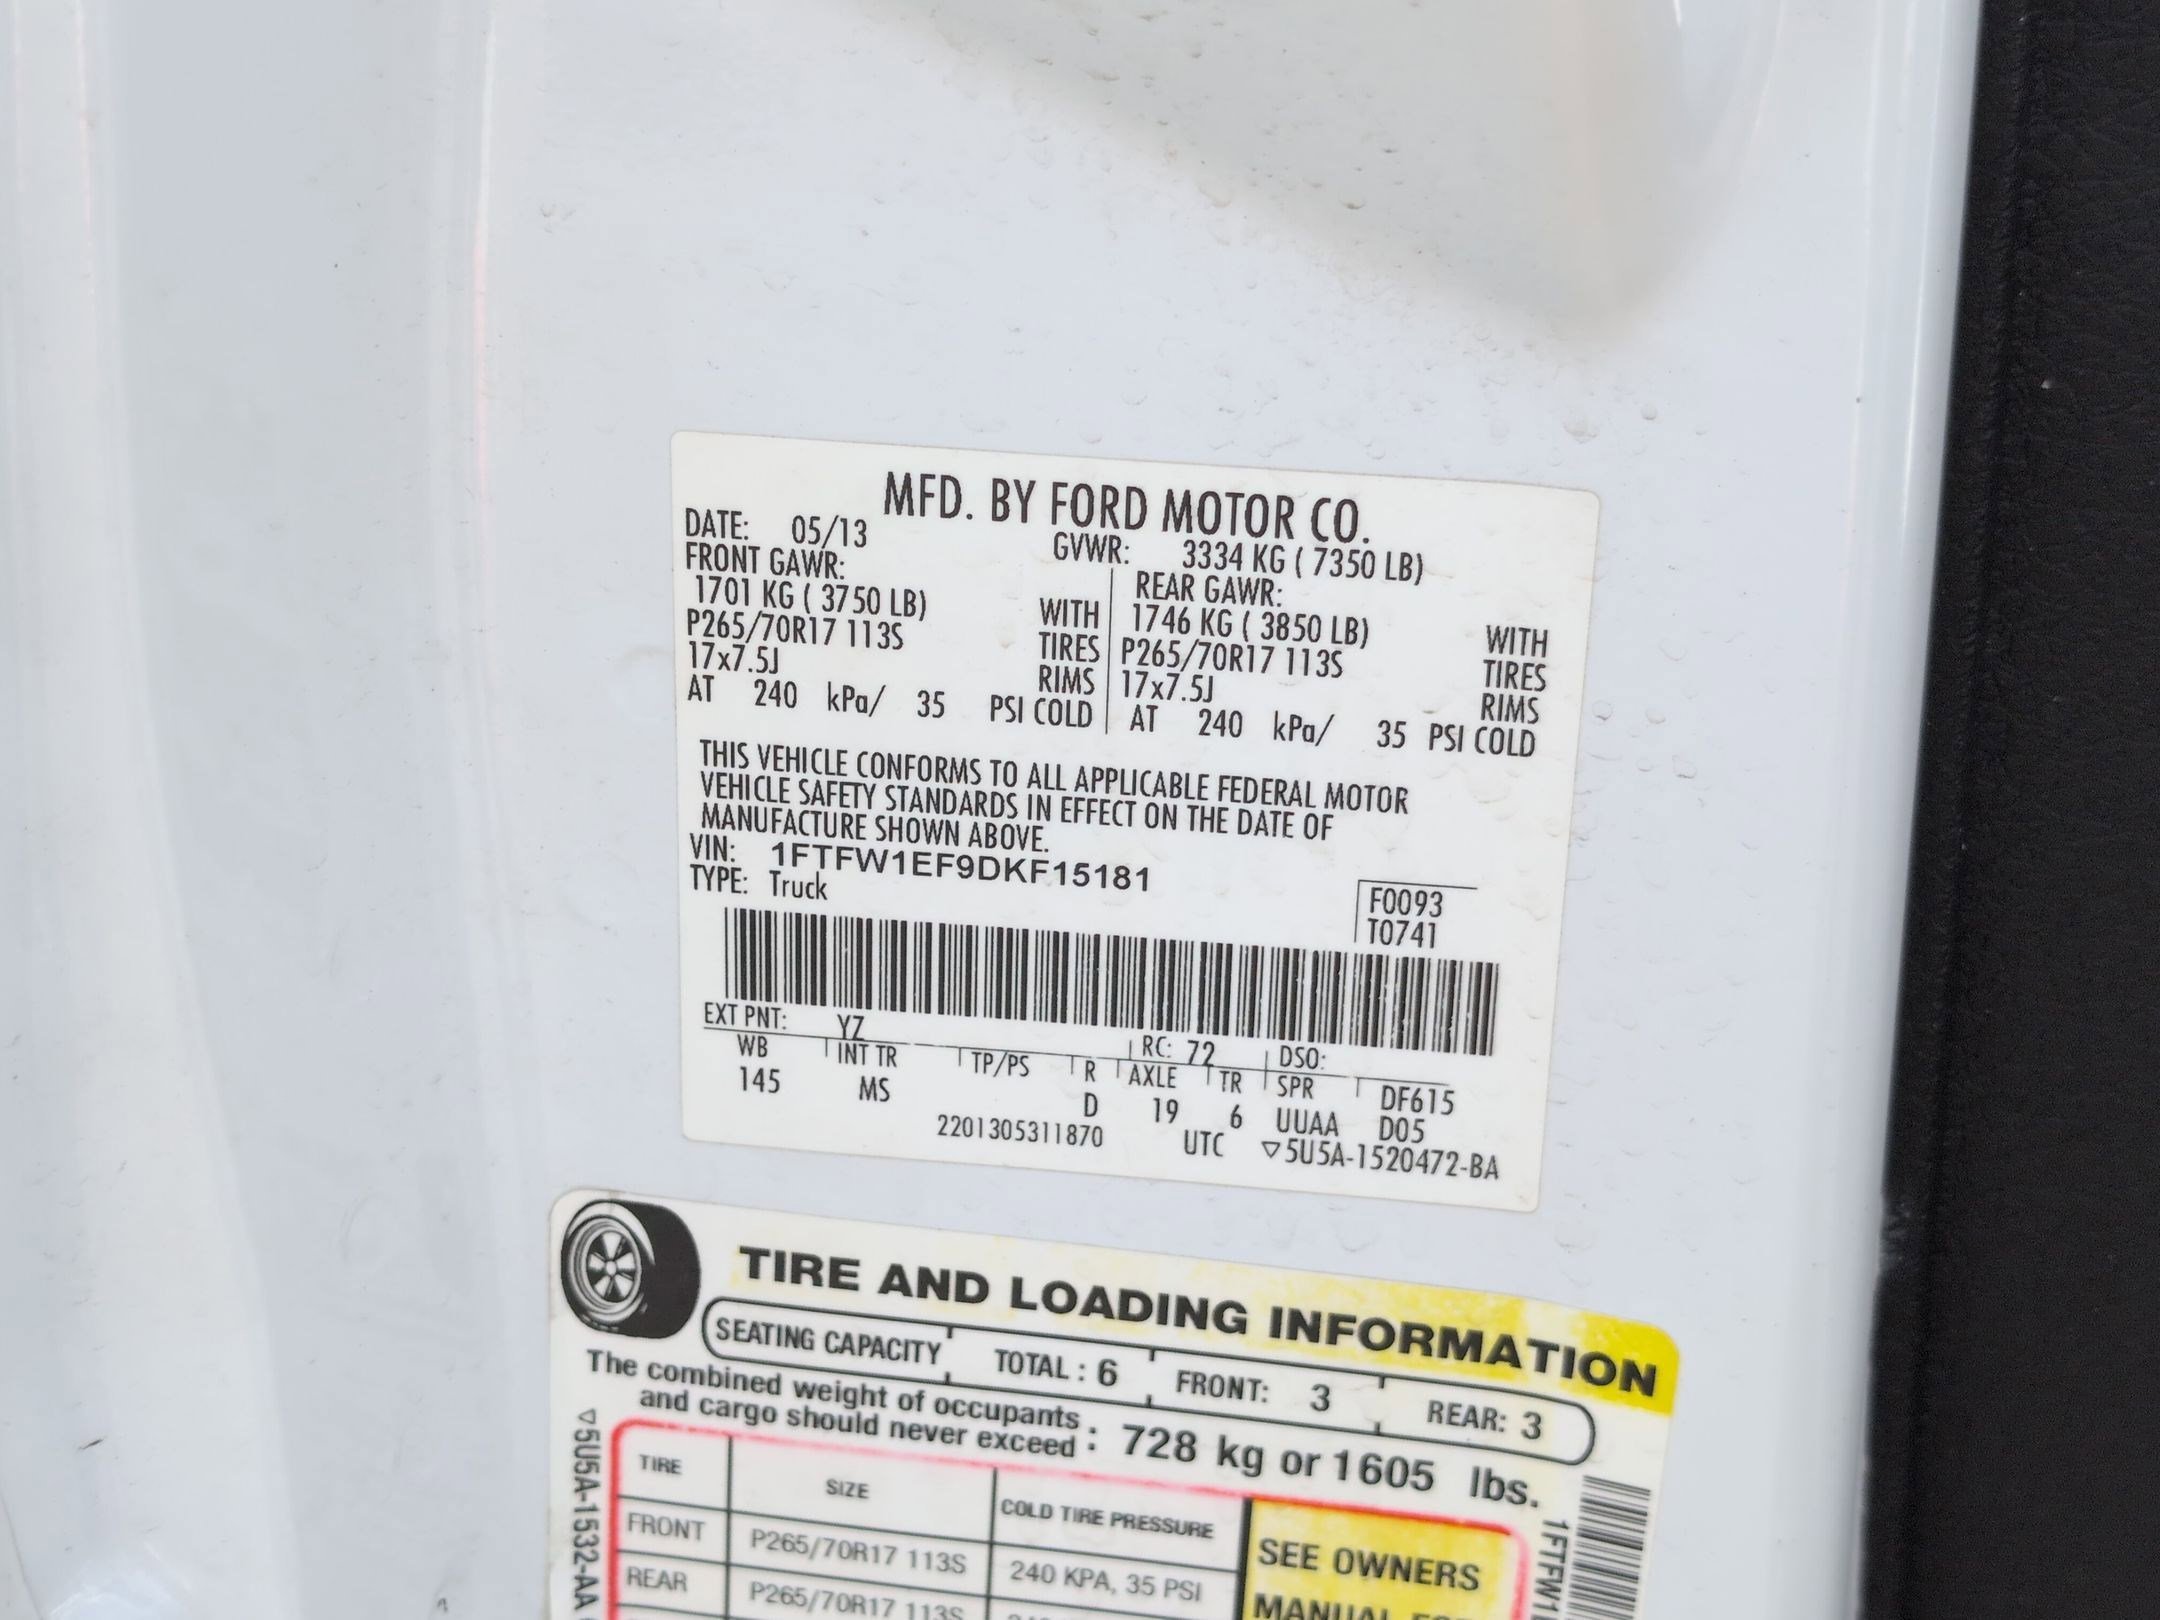 MFD. BY FORD MOTOR CO.
DATE: 05/13 GVWR: 3334 KG ( 7350 LB)
FRONT GAWR: REAR GAWR:
1701 KG ( 3750 LB) WITH 1746 KG ( 3850 LB) WITH
P265/70R17 113S TIRES P265/70R17 113S TIRES
17x7.5J RIMS 17x7.5J RIMS
AT 240 kPa/ 35 PSI COLD AT 240 kPa/ 35 PSI COLD
THIS VEHICLE CONFORMS TO ALL APPLICABLE FEDERAL MOTOR
VEHICLE SAFETY STANDARDS IN EFFECT ON THE DATE OF
MANUFACTURE SHOWN ABOVE.
VIN: 1FTFW1EF9DKF15181
TYPE: Truck F0093
T0741
EXT PNT: YZ RC: 72 DSO:
WB INT TR TP/PS R AXLE TR SPR DF615
145 MS D 19 6 UUAA D05
2201305311870 UTC ▽5U5A-1520472-BA
TIRE AND LOADING INFORMATION
SEATING CAPACITY TOTAL : 6 FRONT: 3 REAR: 3
The combined weight of occupants
and cargo should never exceed : 728 kg or 1605 lbs.
TIRE SIZE COLD TIRE PRESSURE
FRONT P265/70R17 113S 240 KPA, 35 PSI
REAR P265/70R17 113S
SEE OWNERS
MANUAL
▽5U5A-1532-AA
1FTFW1